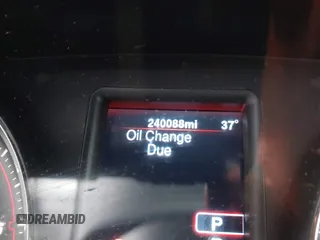 240088mi 37°
Oil Change
Due
P
DREAMBID